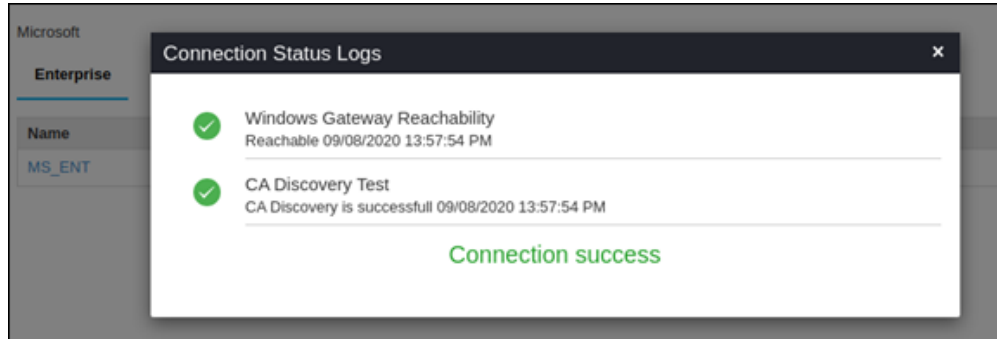 Microsoft
Connection Status Logs
×
Enterprise
Windows Gateway Reachability
Reachable 09/08/2020 13:57:54 PM
Name
MS_ENT
CA Discovery Test
CA Discovery is successfull 09/08/2020 13:57:54 PM
Connection success